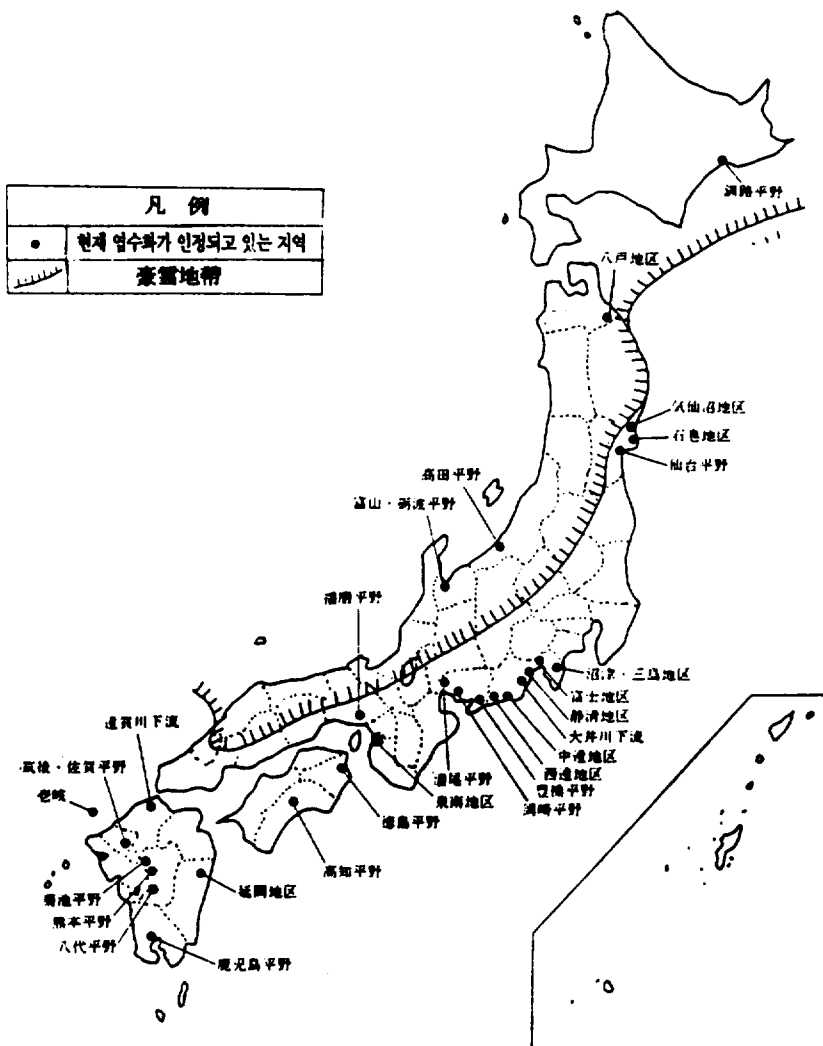 凡 例
현재 염수화가 인정되고 있는 지역
豪雪地帶
釧路平野
八戸地区
気仙沼地区
石巻地区
仙台平野
高田平野
富山・砺波平野
播磨平野
沼津・三島地区
富士地区
静清地区
大井川下流
中遠地区
西遠地区
豊橋平野
岡崎平野
濃尾平野
泉南地区
徳島平野
高知平野
遠賀川下流
筑後・佐賀平野
壱岐
菊池平野
熊本平野
八代平野
延岡地区
鹿児島平野